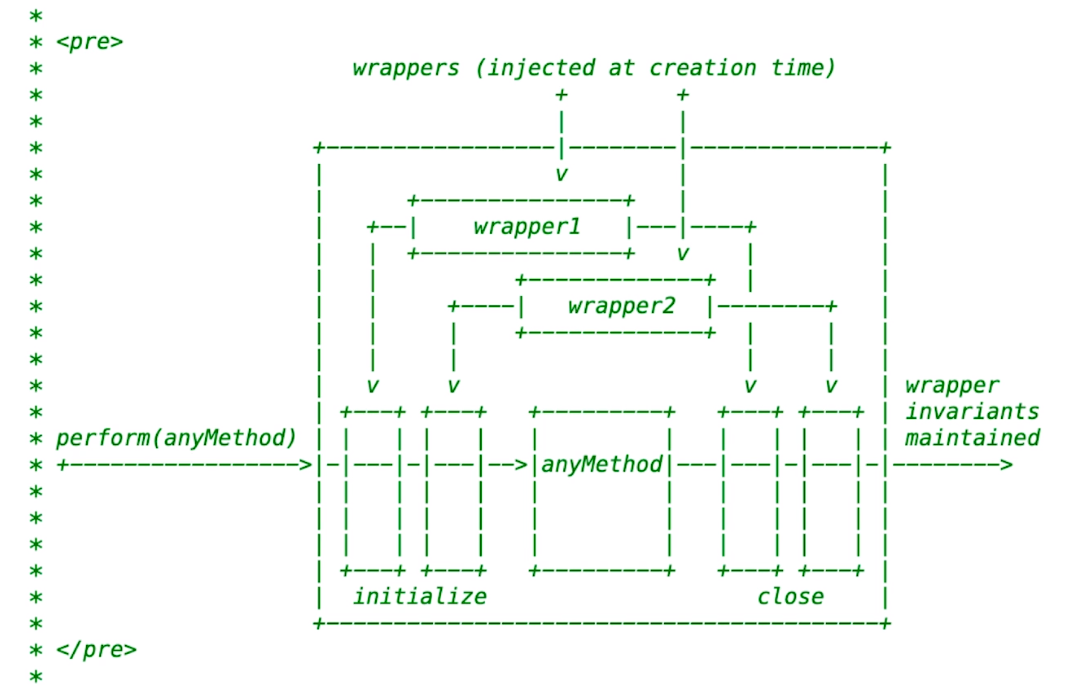 *
* <pre>
*                       wrappers (injected at creation time)
*                                      +        +
*                                      |        |
*                    +-----------------|--------|--------------+
*                    |                 v        |              |
*                    |      +---------------+   |              |
*                    |   +--|    wrapper1   |---|----+         |
*                    |   |  +---------------+   v    |         |
*                    |   |          +-------------+  |         |
*                    |   |     +----|   wrapper2  |--------+   |
*                    |   |     |    +-------------+  |     |   |
*                    |   |     |                     |     |   |
*                    |   v     v                     v     v   | wrapper
*                    | +---+ +---+   +---------+   +---+ +---+ | invariants
* perform(anyMethod) | |   | |   |   |         |   |   | |   | | maintained
* +----------------->|-|---|-|---|-->|anyMethod|---|---|-|---|-|-------->
*                    | |   | |   |   |         |   |   | |   | |
*                    | |   | |   |   |         |   |   | |   | |
*                    | |   | |   |   |         |   |   | |   | |
*                    | +---+ +---+   +---------+   +---+ +---+ |
*                    |  initialize                    close    |
*                    +-----------------------------------------+
* </pre>
*